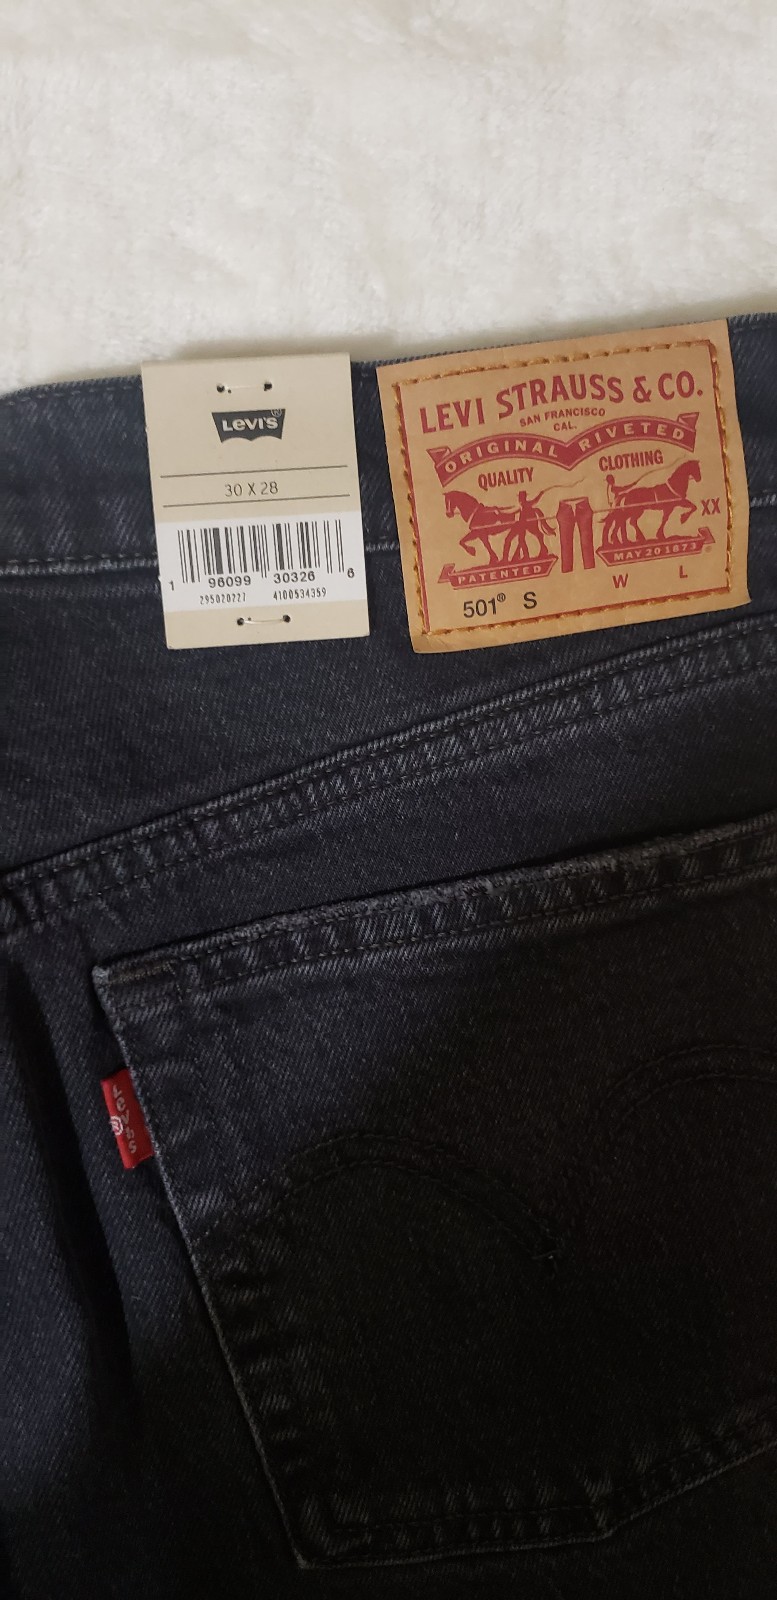 LEVI'S®
30 X 28
1 96099 30326 6
295020227 4100534359
LEVI STRAUSS & CO.
SAN FRANCISCO
CAL.
ORIGINAL RIVETED
QUALITY CLOTHING
XX
PATENTED MAY 20 1873
W L
501® S
LEVI'S
®